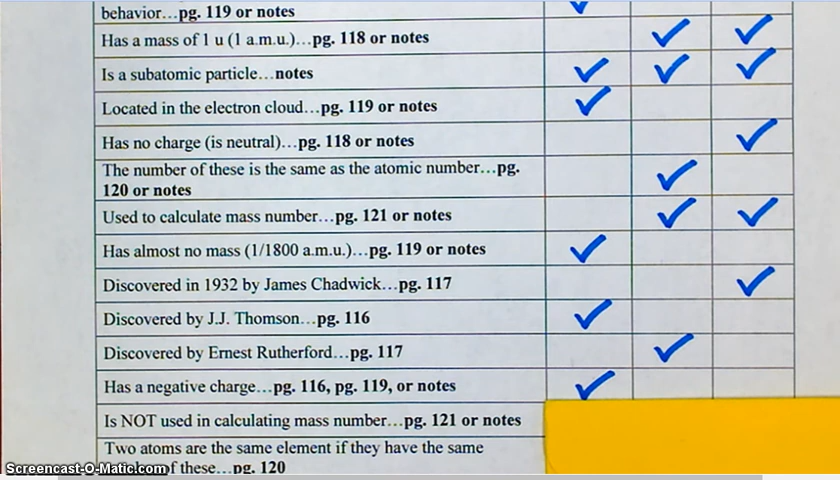 behavior…pg. 119 or notes
Has a mass of 1 u (1 a.m.u.)…pg. 118 or notes
Is a subatomic particle…notes
Located in the electron cloud…pg. 119 or notes
Has no charge (is neutral)…pg. 118 or notes
The number of these is the same as the atomic number…pg.
120 or notes
Used to calculate mass number…pg. 121 or notes
Has almost no mass (1/1800 a.m.u.)…pg. 119 or notes
Discovered in 1932 by James Chadwick…pg. 117
Discovered by J.J. Thomson…pg. 116
Discovered by Ernest Rutherford…pg. 117
Has a negative charge…pg. 116, pg. 119, or notes
Is NOT used in calculating mass number…pg. 121 or notes
Two atoms are the same element if they have the same
of these…pg. 120
Screencast-O-Matic.com